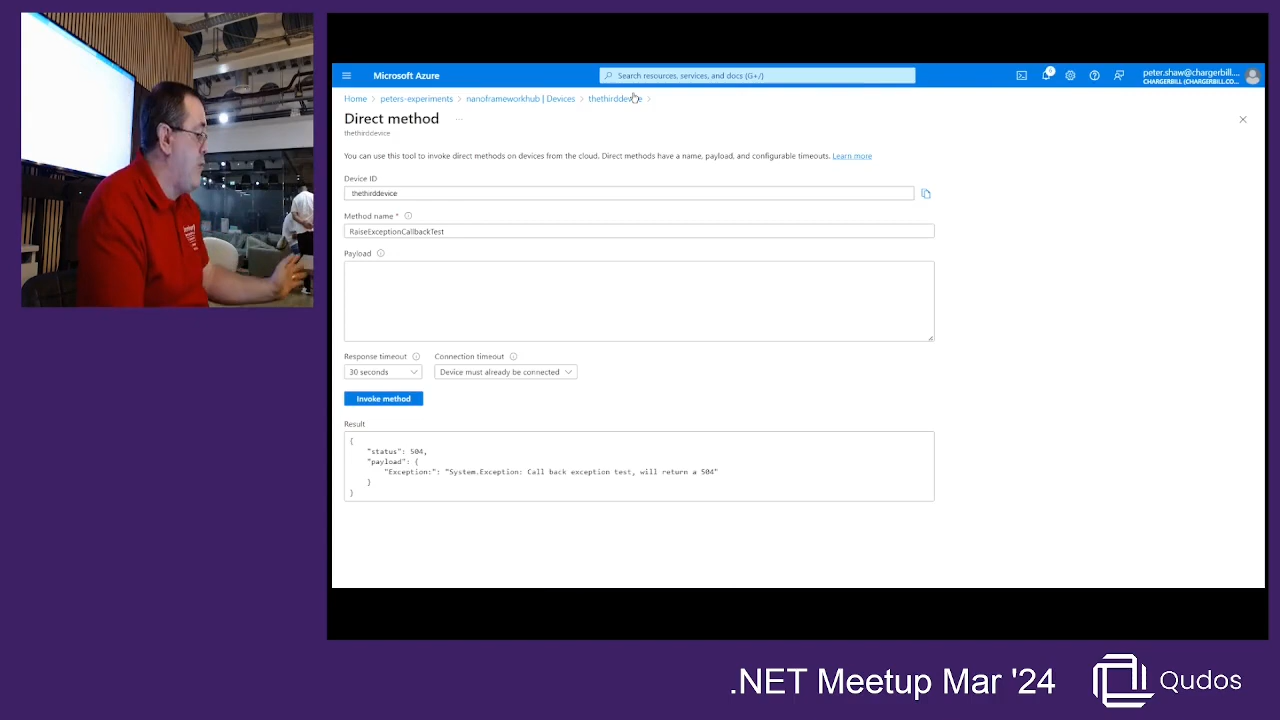 Microsoft Azure
Search resources, services, and docs (G+/)
peter.shaw@chargerbill....
CHARGERBILL (CHARGERBILL.CO...
Home > peters-experiments > nanoframeworkhub | Devices > thethirddevice >
Direct method ...
thethirddevice
You can use this tool to invoke direct methods on devices from the cloud. Direct methods have a name, payload, and configurable timeouts. Learn more
Device ID
thethirddevice
Method name *
RaiseExceptionCallbackTest
Payload
Response timeout Connection timeout
30 seconds Device must already be connected
Invoke method
Result
{
"status": 504,
"payload": {
"Exception:": "System.Exception: Call back exception test, will return a 504"
}
}
.NET Meetup Mar '24
Qudos